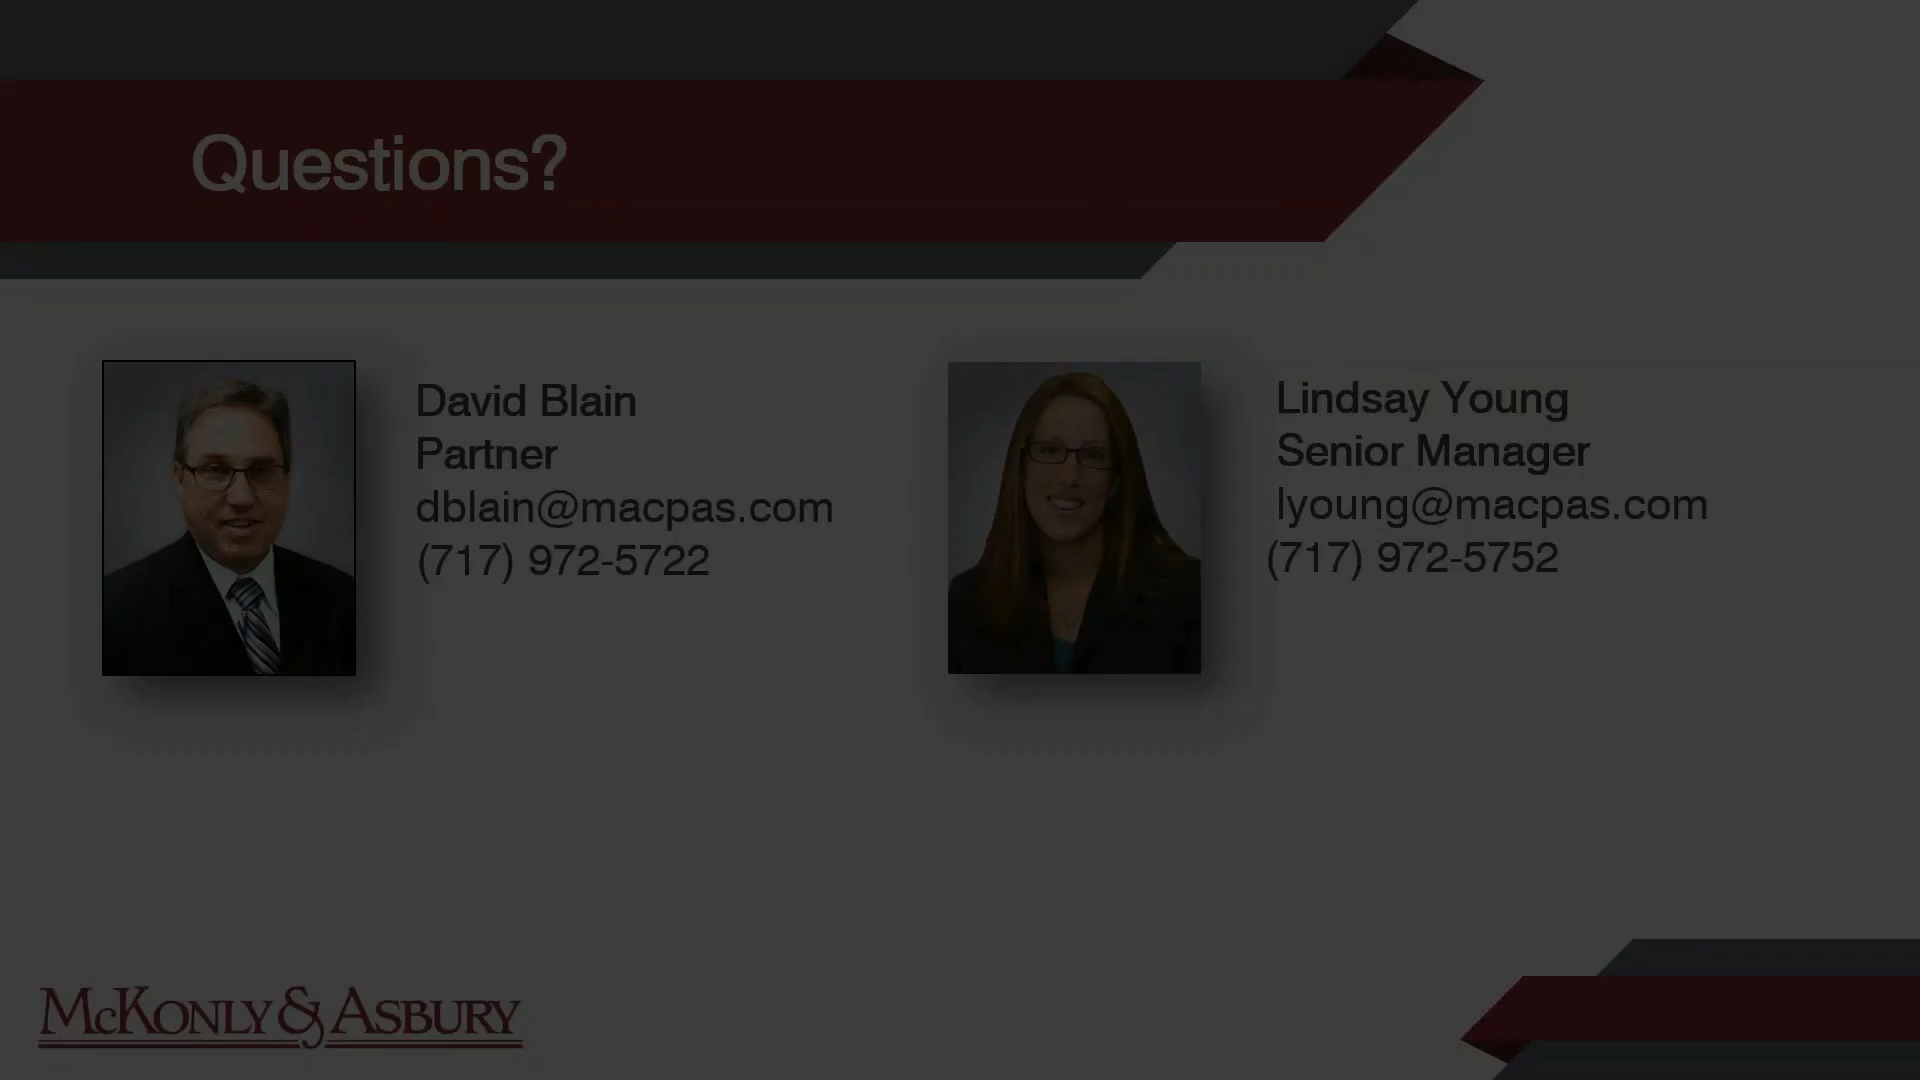 Questions?
David Blain
Partner
dblain@macpas.com
(717) 972-5722
Lindsay Young
Senior Manager
lyoung@macpas.com
(717) 972-5752
McKonly & Asbury